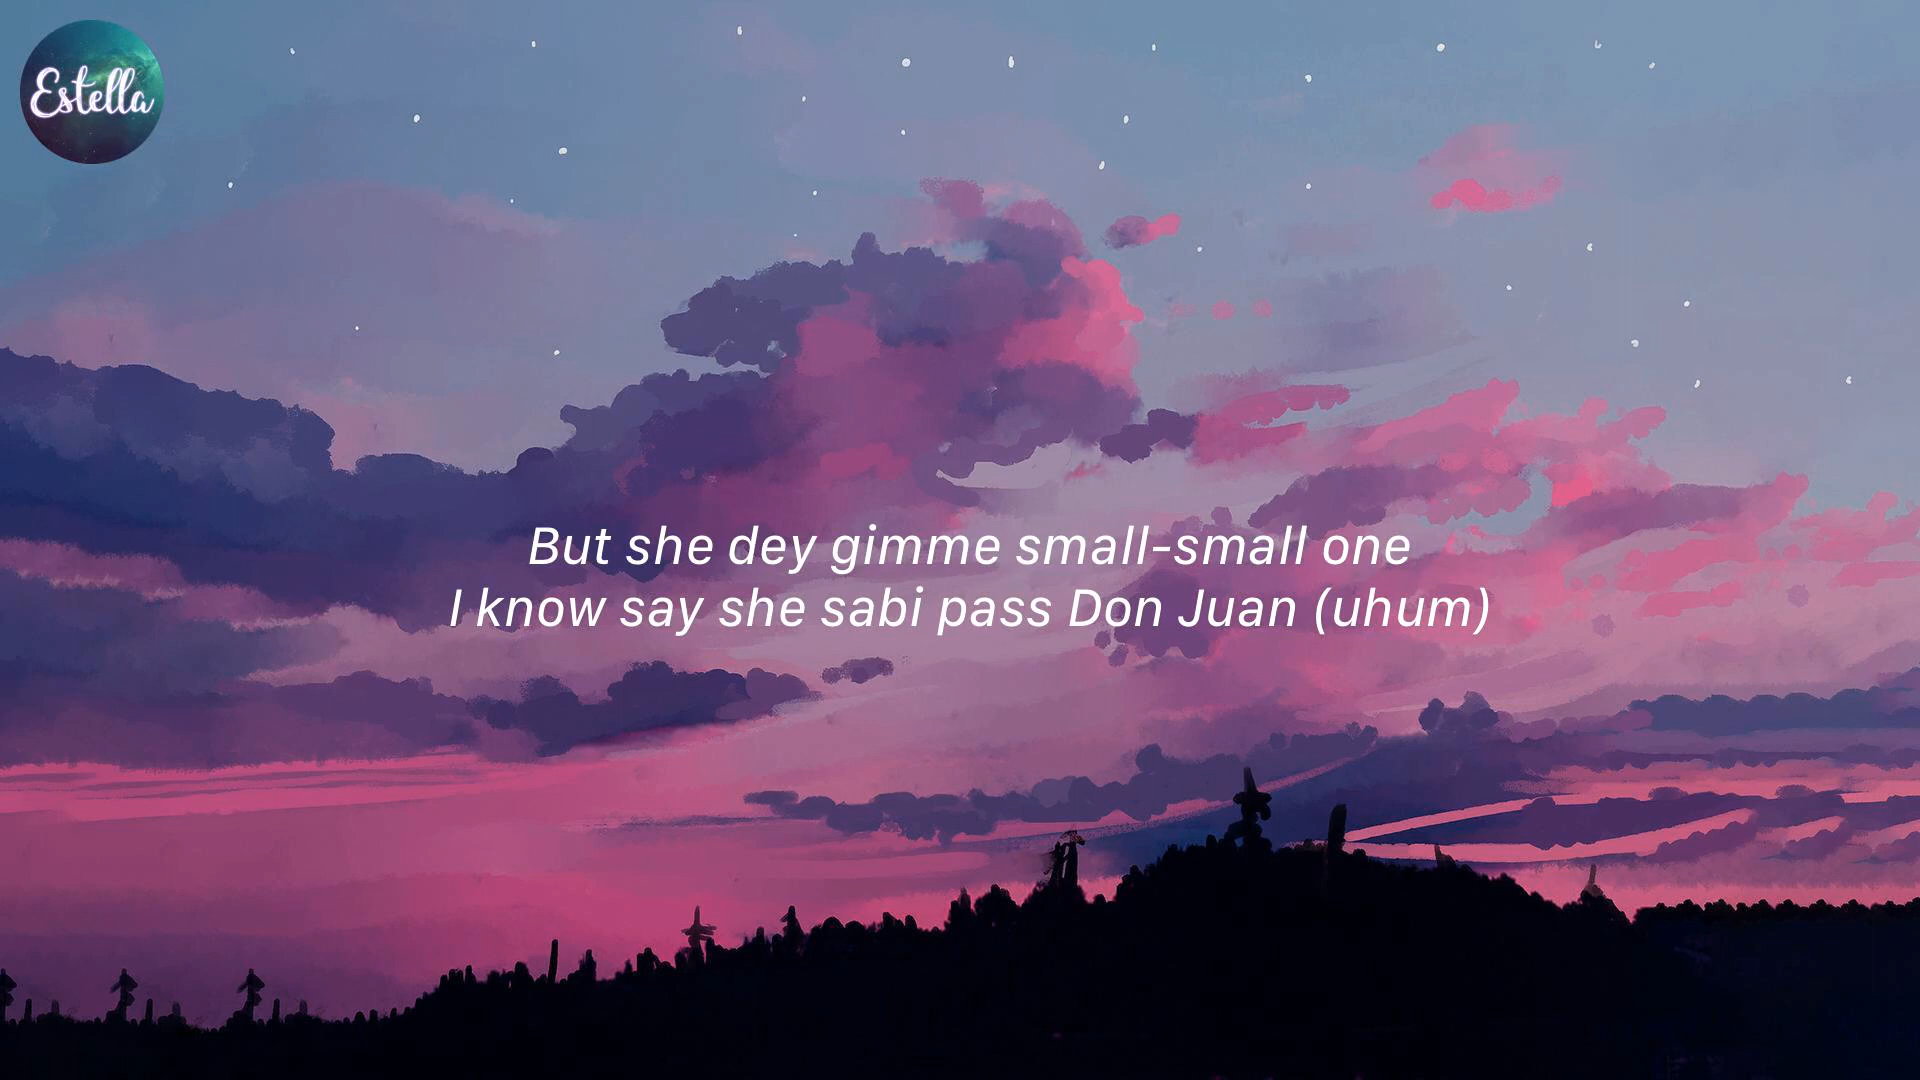 Estella
But she dey gimme small-small one
I know say she sabi pass Don Juan (uhum)